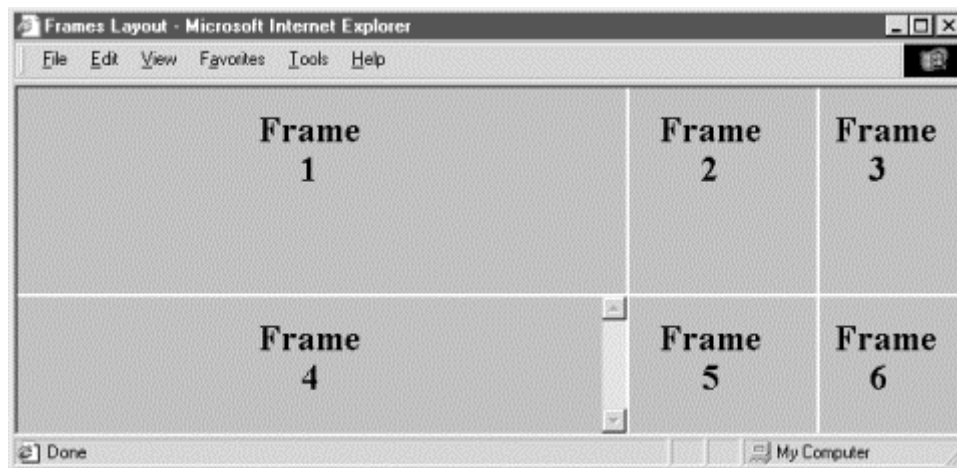 Frames Layout - Microsoft Internet Explorer
File Edit View Favorites Tools Help
Frame
1
Frame
2
Frame
3
Frame
4
Frame
5
Frame
6
Done
My Computer